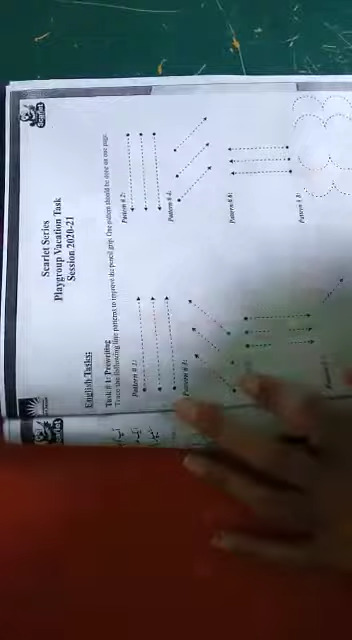 Scarlet Series
Playgroup Vacation Task
Session 2020-21
English Tasks:
Task # 1: Prewriting
Trace the following line patterns to improve the pencil grip. One pattern should be done on one page.
Pattern # 1:
Pattern # 2:
Pattern # 3:
Pattern # 4:
Pattern # 6:
Pattern # 8: